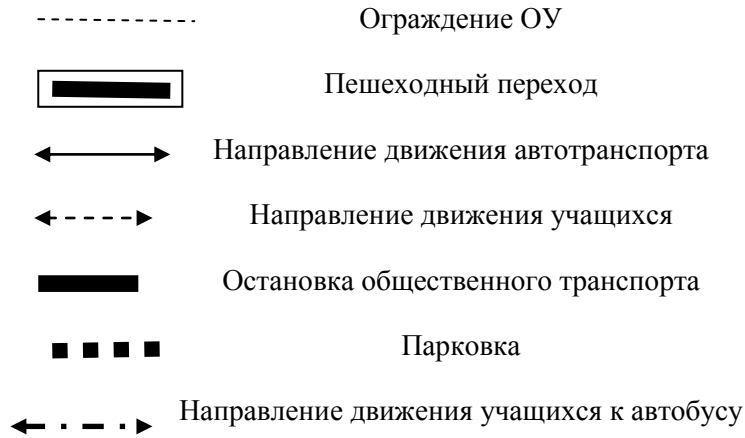 Ограждение ОУ
Пешеходный переход
Направление движения автотранспорта
Направление движения учащихся
Остановка общественного транспорта
Парковка
Направление движения учащихся к автобусу